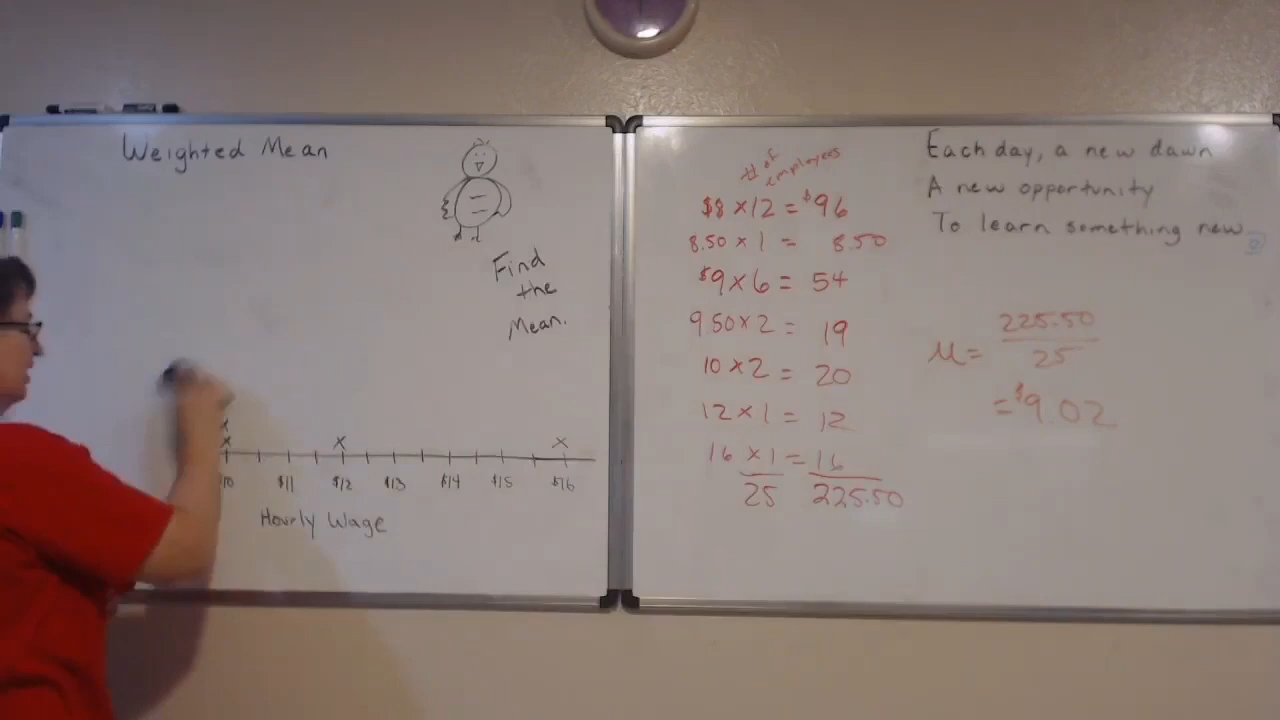 Weighted Mean
Find
the
Mean.
x
x
x
x
$11 $12 $13 $14 $15 $16
Hourly Wage
# of
employees
$8 × 12 = $96
8.50 × 1 = 8.50
$9 × 6 = 54
9.50 × 2 = 19
10 × 2 = 20
12 × 1 = 12
16 × 1 = 16
25 225.50
Each day, a new dawn
A new opportunity
To learn something new
225.50
μ =
25
= $9.02